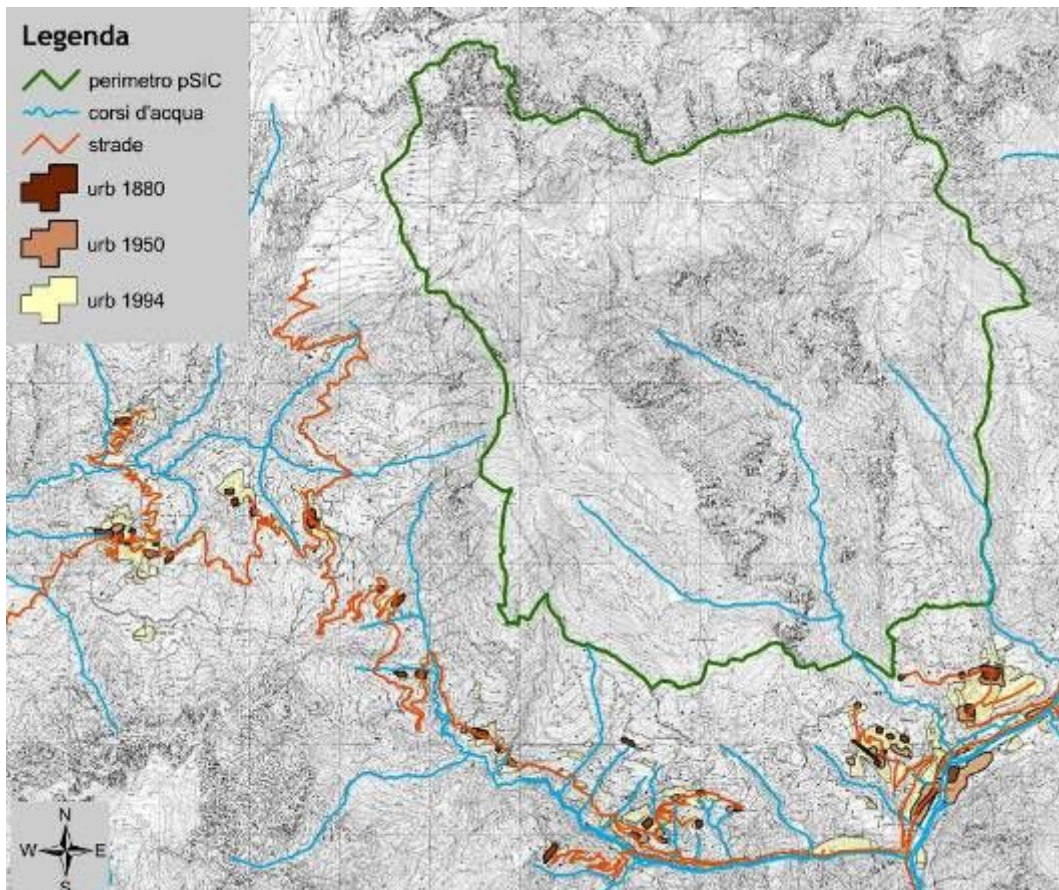 Legenda
perimetro pSIC
corsi d'acqua
strade
urb 1880
urb 1950
urb 1994
N
W E
S